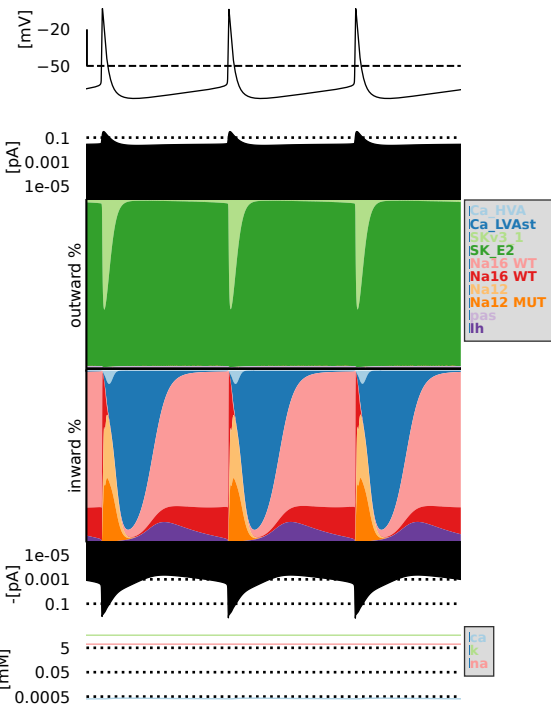 [mV]
−20
−50
[pA]
0.1
0.001
1e-05
outward %
Ca_HVA
Ca_LVAst
SKv3_1
SK_E2
Na16 WT
Na16 WT
Na12
Na12 MUT
pas
Ih
inward %
-[pA]
1e-05
0.001
0.1
[mM]
5
0.05
0.0005
ca
k
na